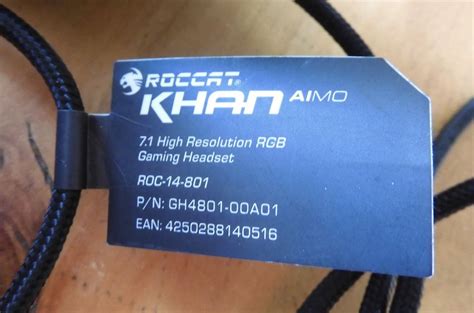 ROCCAT®
KHAN AIMO
7.1 High Resolution RGB
Gaming Headset
ROC-14-801
P/N: GH4801-00A01
EAN: 4250288140516